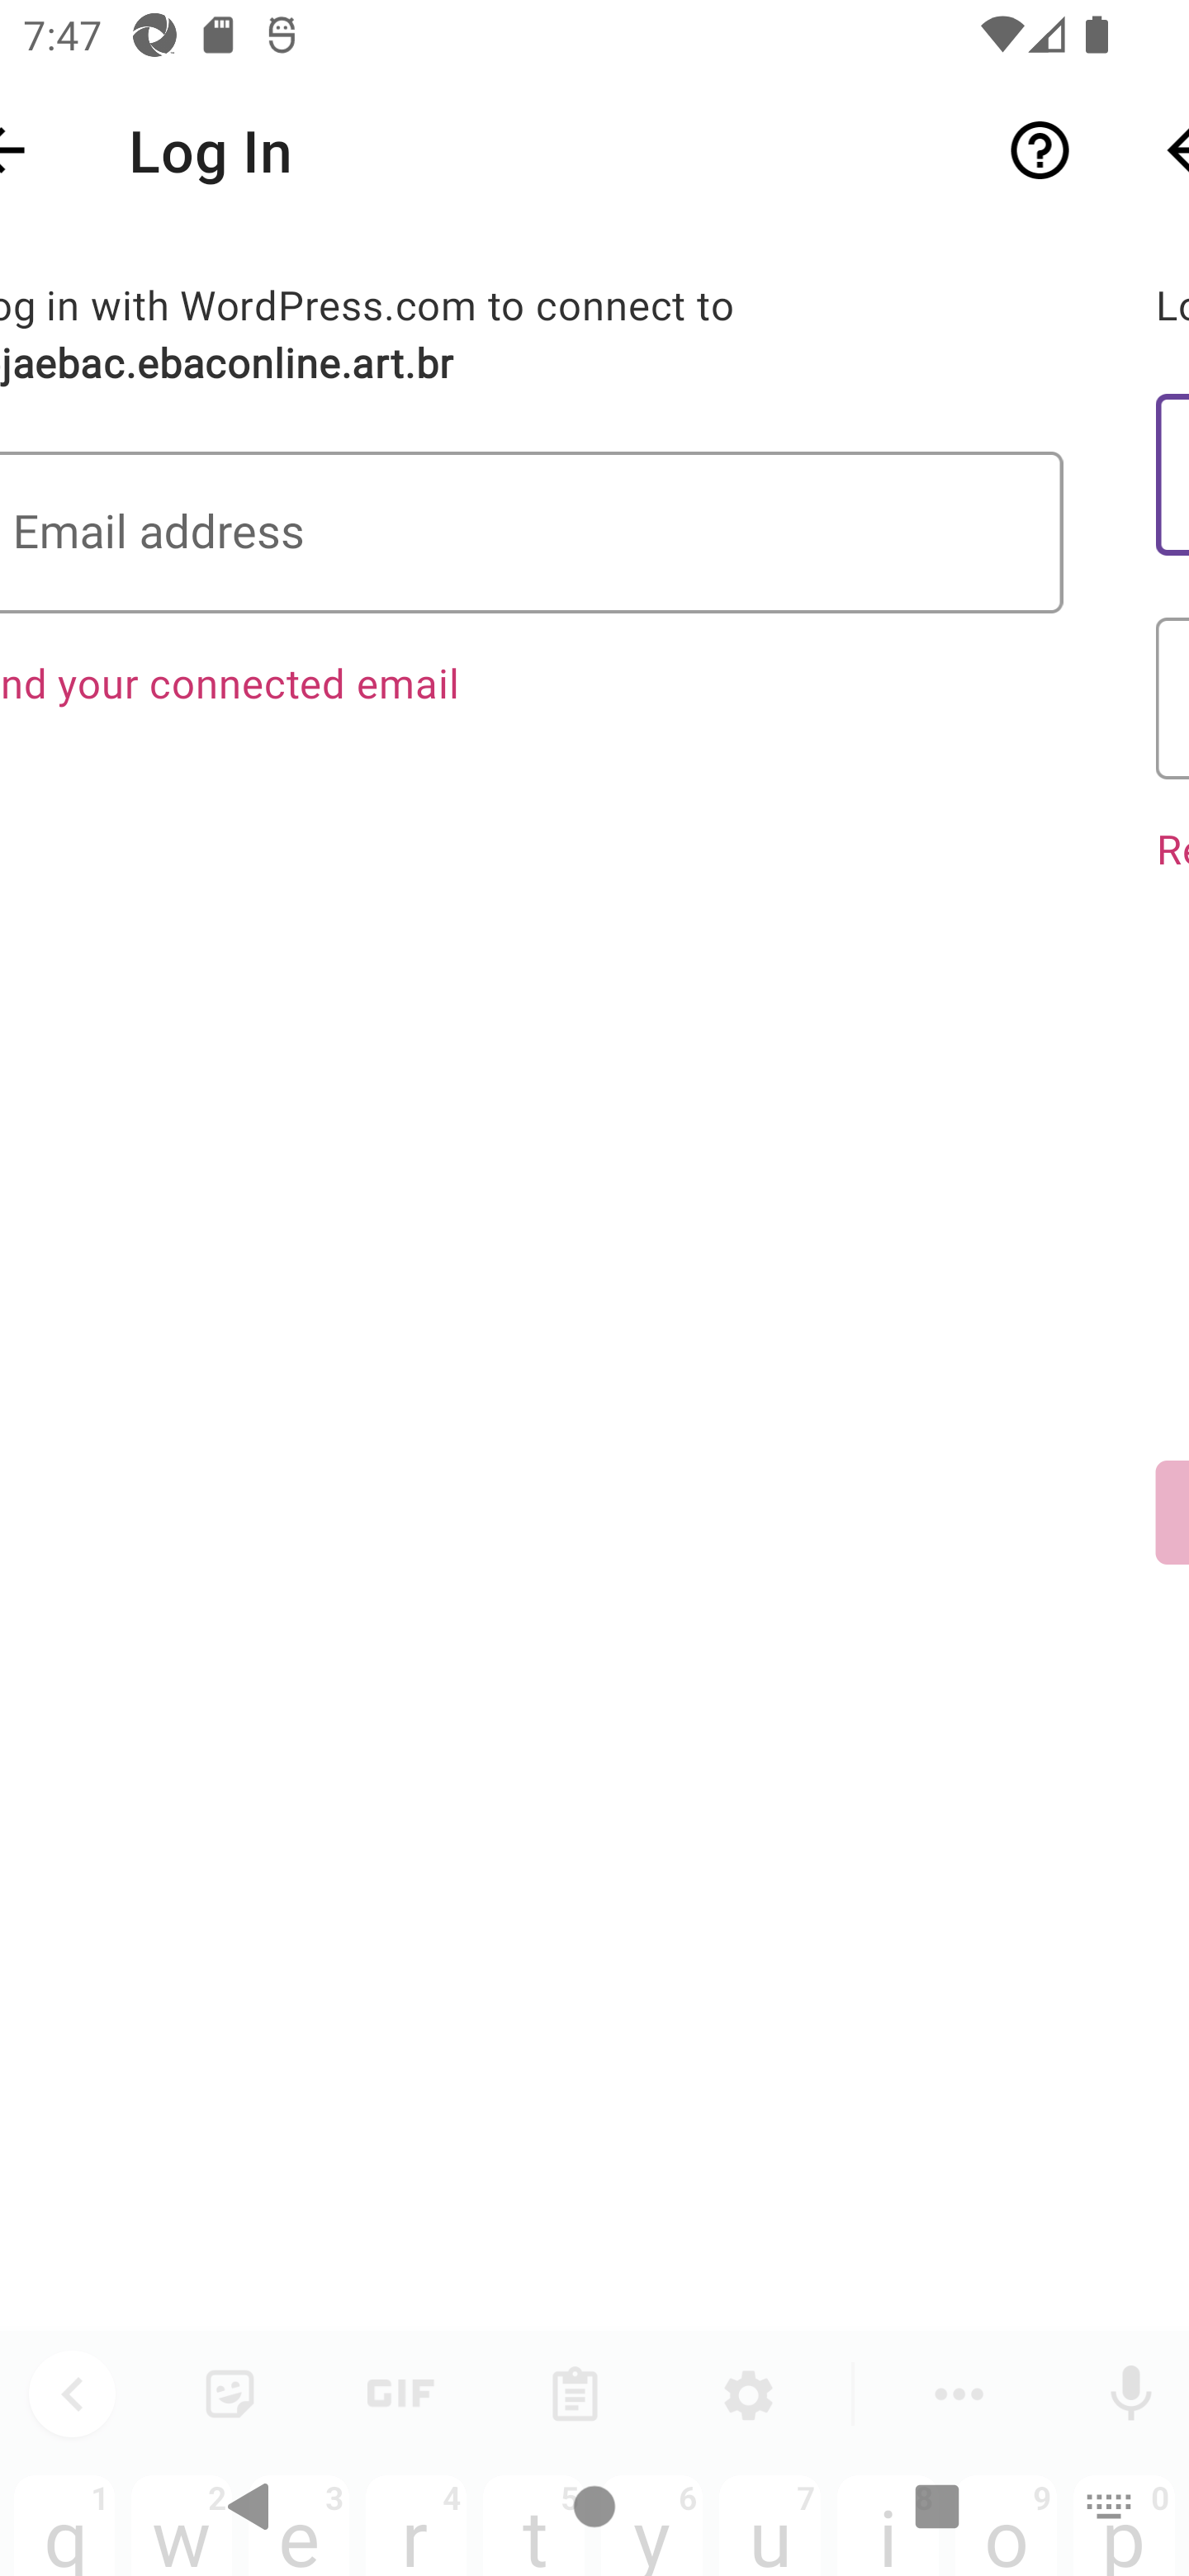 7:47
Log In
og in with WordPress.com to connect to
jaebac.ebaconline.art.br
Lo
Email address
nd your connected email
Re
GIF
1 2 3 4 5 6 7 8 9 0
q w e r t y u i o p